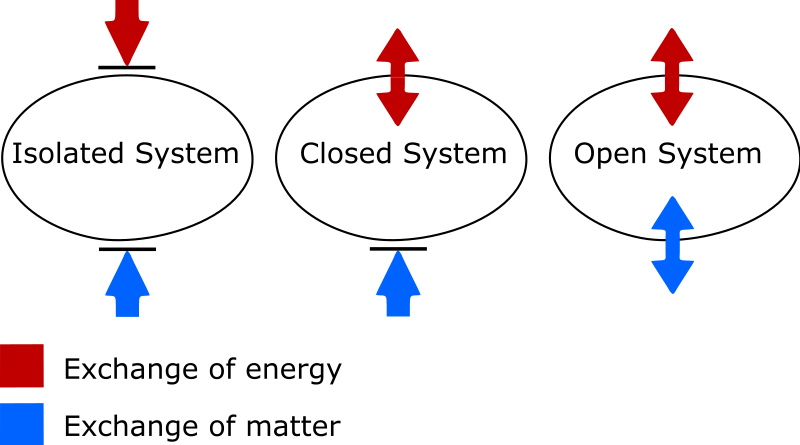 Isolated System
Closed System
Open System
Exchange of energy
Exchange of matter